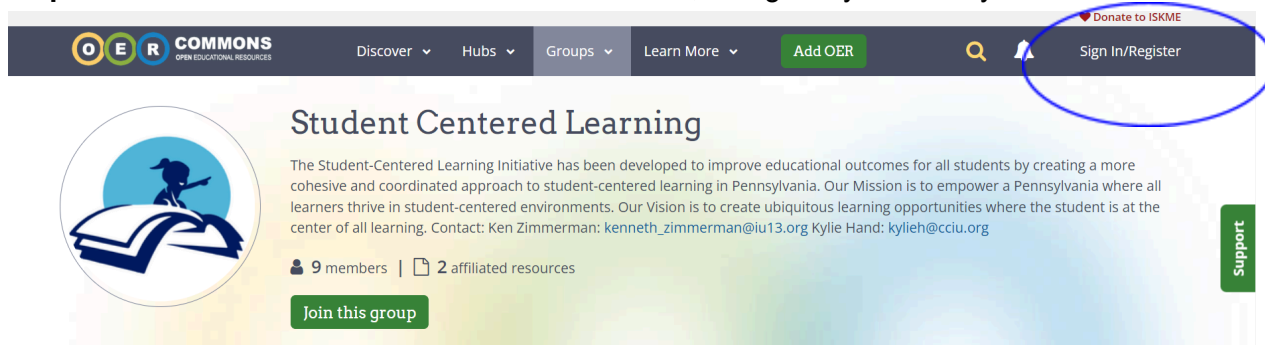 Donate to ISKME
O E R COMMONS
OPEN EDUCATIONAL RESOURCES
Discover Hubs Groups Learn More Add OER Sign In/Register
Student Centered Learning
The Student-Centered Learning Initiative has been developed to improve educational outcomes for all students by creating a more
cohesive and coordinated approach to student-centered learning in Pennsylvania. Our Mission is to empower a Pennsylvania where all
learners thrive in student-centered environments. Our Vision is to create ubiquitous learning opportunities where the student is at the
center of all learning. Contact: Ken Zimmerman: kenneth_zimmerman@iu13.org Kylie Hand: kylieh@cciu.org
9 members | 2 affiliated resources
Join this group
Support